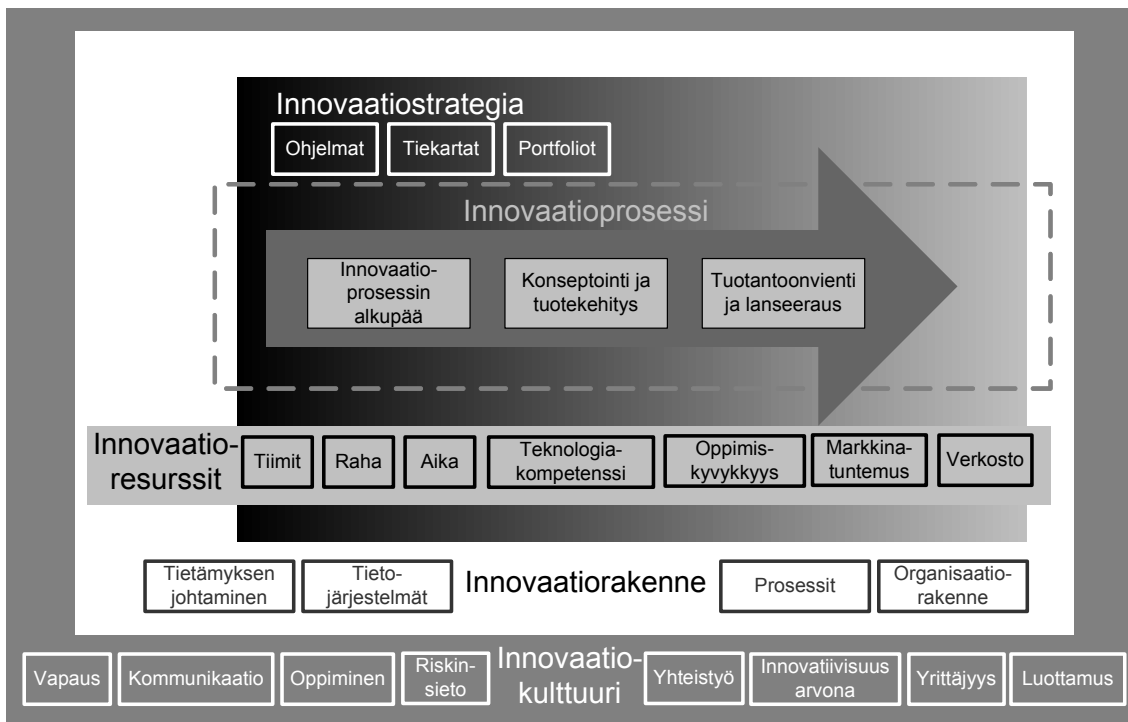 Innovaatiostrategia
Ohjelmat
Tiekartat
Portfoliot
Innovaatioprosessi
Innovaatio-
prosessin
alkupää
Konseptointi ja
tuotekehitys
Tuotantoonvienti
ja lanseeraus
Innovaatio-
resurssit
Tiimit
Raha
Aika
Teknologia-
kompetenssi
Oppimis-
kyvykkyys
Markkina-
tuntemus
Verkosto
Tietämyksen
johtaminen
Tieto-
järjestelmät
Innovaatiorakenne
Prosessit
Organisaatio-
rakenne
Vapaus
Kommunikaatio
Oppiminen
Riskin-
sieto
Innovaatio-
kulttuuri
Yhteistyö
Innovatiivisuus
arvona
Yrittäjyys
Luottamus